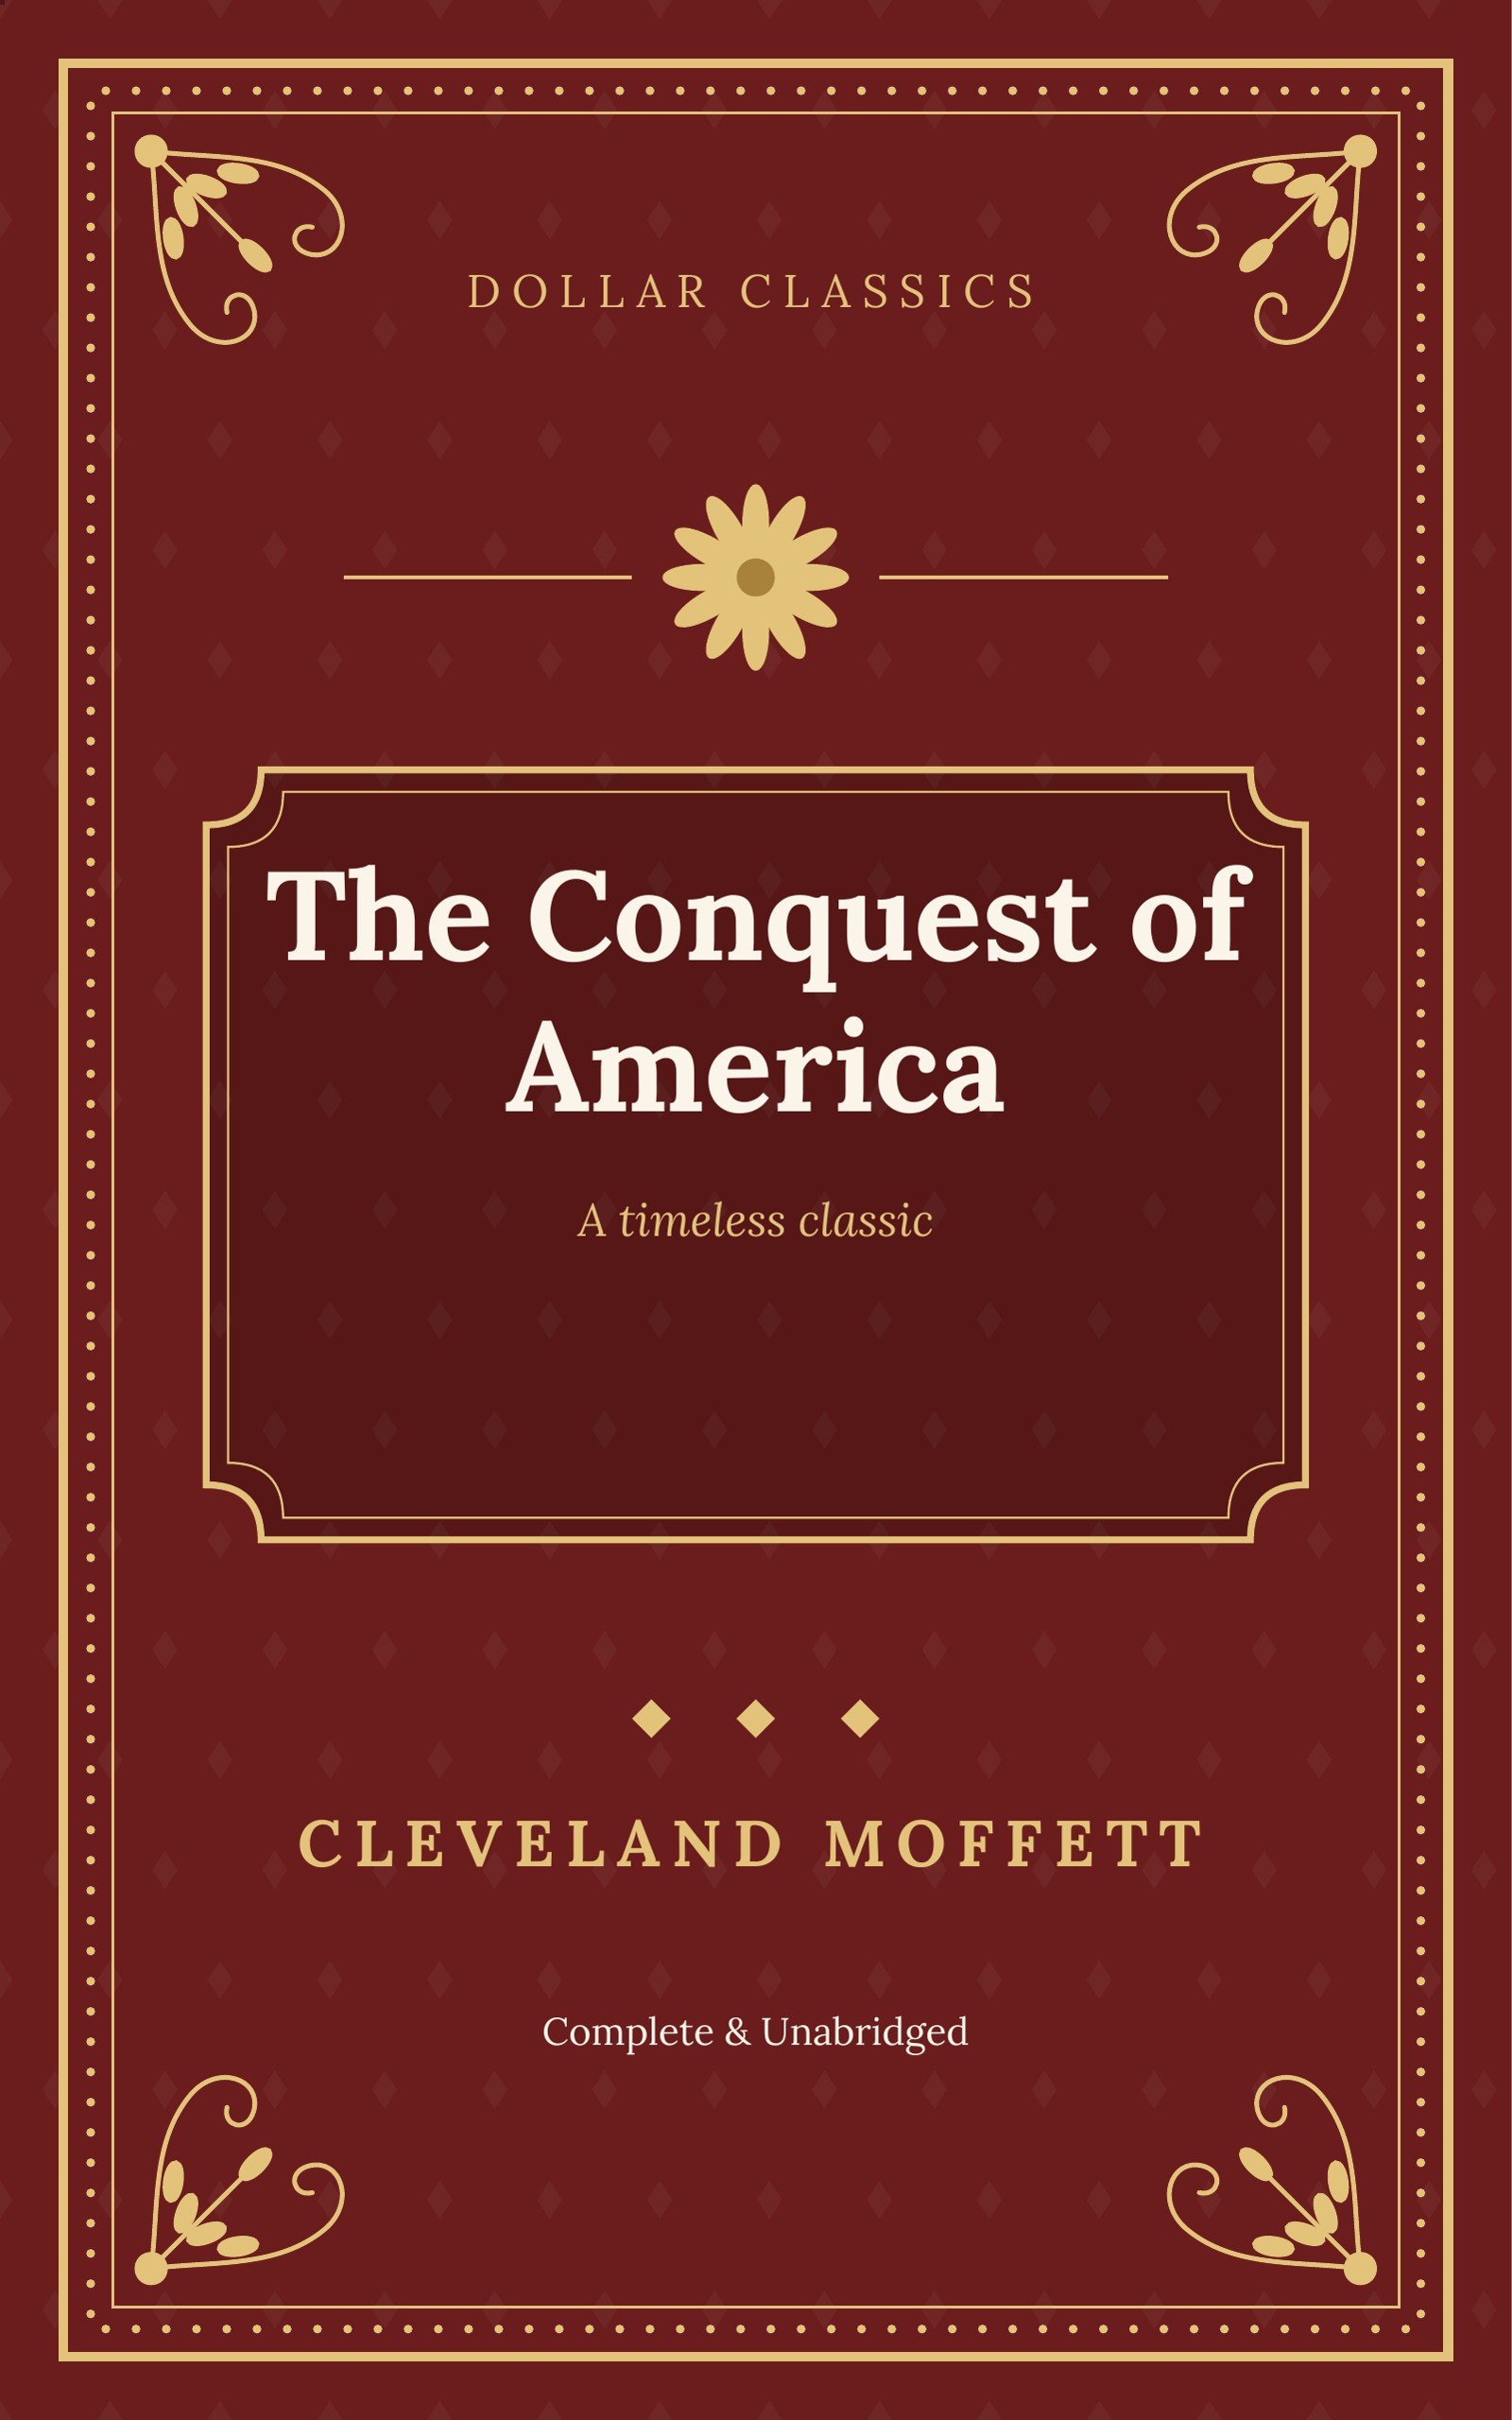 DOLLAR CLASSICS
The Conquest of
America
A timeless classic
CLEVELAND MOFFETT
Complete & Unabridged